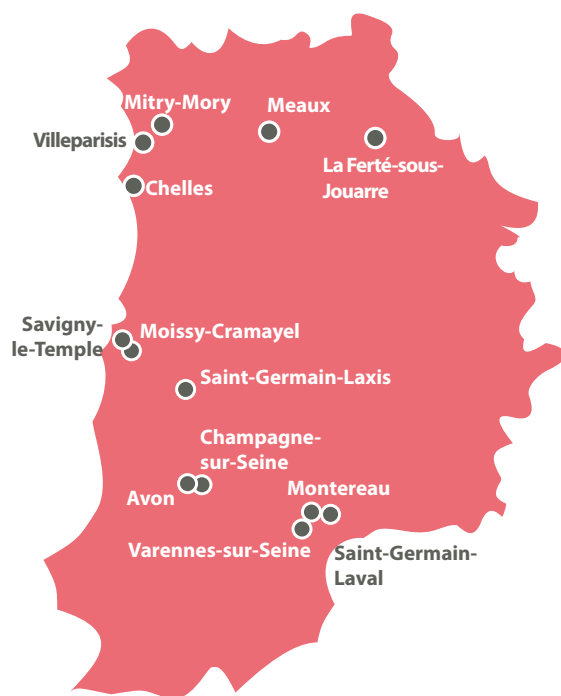 Mitry-Mory
Meaux
Villeparisis
La Ferté-sous-
Jouarre
Chelles
Savigny-
le-Temple
Moissy-Cramayel
Saint-Germain-Laxis
Champagne-
sur-Seine
Avon
Montereau
Varennes-sur-Seine
Saint-Germain-
Laval